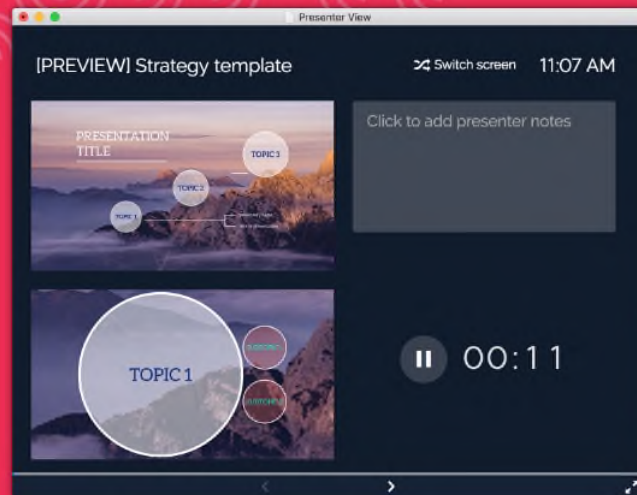 Presenter View
[PREVIEW] Strategy template
Switch screen
11:07 AM
PRESENTATION
TITLE
TOPIC 3
TOPIC 2
TOPIC 1
Click to add presenter notes
TOPIC 1
00:11